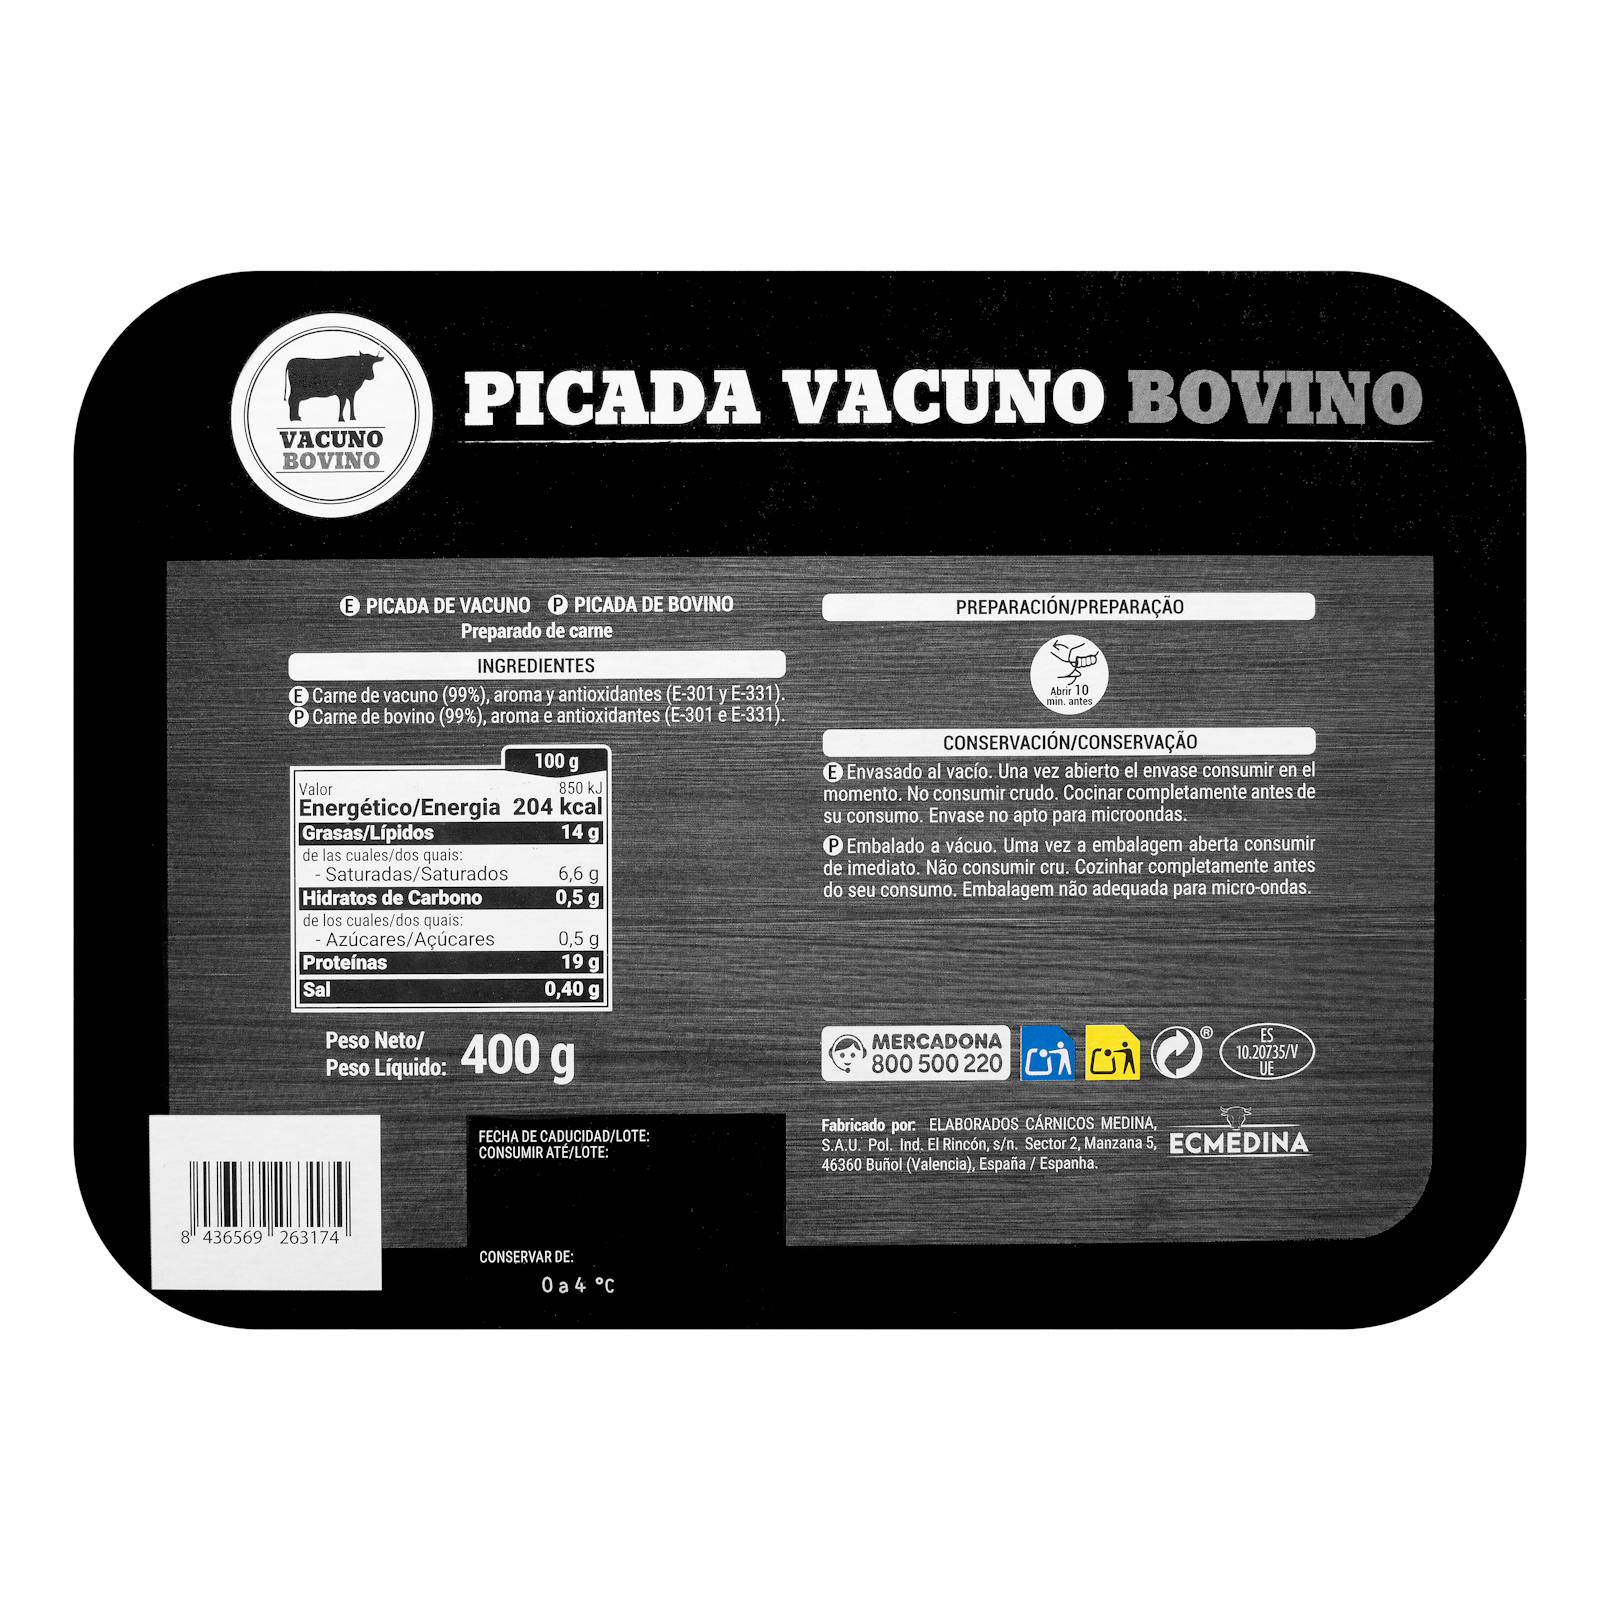 VACUNO
BOVINO
PICADA VACUNO BOVINO
E PICADA DE VACUNO P PICADA DE BOVINO
Preparado de carne
INGREDIENTES
E Carne de vacuno (99%), aroma y antioxidantes (E-301 y E-331).
P Carne de bovino (99%), aroma e antioxidantes (E-301 e E-331).
100 g
Valor 850 kJ
Energético/Energia 204 kcal
Grasas/Lípidos 14 g
de las cuales/dos quais:
- Saturadas/Saturados 6,6 g
Hidratos de Carbono 0,5 g
de los cuales/dos quais:
- Azúcares/Açúcares 0,5 g
Proteínas 19 g
Sal 0,40 g
Peso Neto/
Peso Líquido: 400 g
8 436569 263174
FECHA DE CADUCIDAD/LOTE:
CONSUMIR ATÉ/LOTE:
CONSERVAR DE:
0 a 4 °C
PREPARACIÓN/PREPARAÇÃO
Abrir 10
min. antes
CONSERVACIÓN/CONSERVAÇÃO
E Envasado al vacío. Una vez abierto el envase consumir en el
momento. No consumir crudo. Cocinar completamente antes de
su consumo. Envase no apto para microondas.
P Embalado a vácuo. Uma vez a embalagem aberta consumir
de imediato. Não consumir cru. Cozinhar completamente antes
do seu consumo. Embalagem não adequada para micro-ondas.
MERCADONA
800 500 220
®
ES
10.20735/V
UE
Fabricado por: ELABORADOS CÁRNICOS MEDINA,
S.A.U. Pol. Ind. El Rincón, s/n. Sector 2, Manzana 5,
46360 Buñol (Valencia), España / Espanha.
ECMEDINA